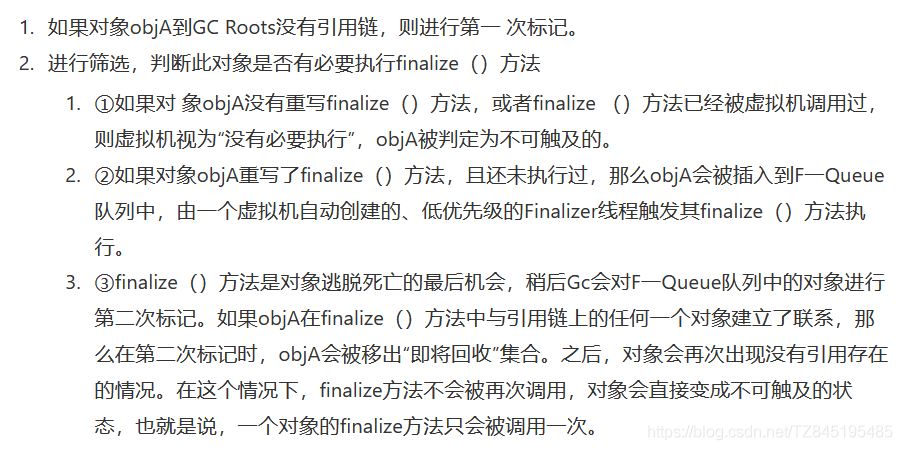 1. 如果对象objA到GC Roots没有引用链，则进行第一 次标记。
2. 进行筛选，判断此对象是否有必要执行finalize（）方法
1. ①如果对 象objA没有重写finalize（）方法，或者finalize （）方法已经被虚拟机调用过，
则虚拟机视为“没有必要执行”，objA被判定为不可触及的。
2. ②如果对象objA重写了finalize（）方法，且还未执行过，那么objA会被插入到F一Queue
队列中，由一个虚拟机自动创建的、低优先级的Finalizer线程触发其finalize（）方法执
行。
3. ③finalize（）方法是对象逃脱死亡的最后机会，稍后Gc会对F一Queue队列中的对象进行
第二次标记。如果objA在finalize（）方法中与引用链上的任何一个对象建立了联系，那
么在第二次标记时，objA会被移出“即将回收”集合。之后，对象会再次出现没有引用存在
的情况。在这个情况下，finalize方法不会被再次调用，对象会直接变成不可触及的状
态，也就是说，一个对象的finalize方法只会被调用一次。
https://blog.csdn.net/TZ845195485